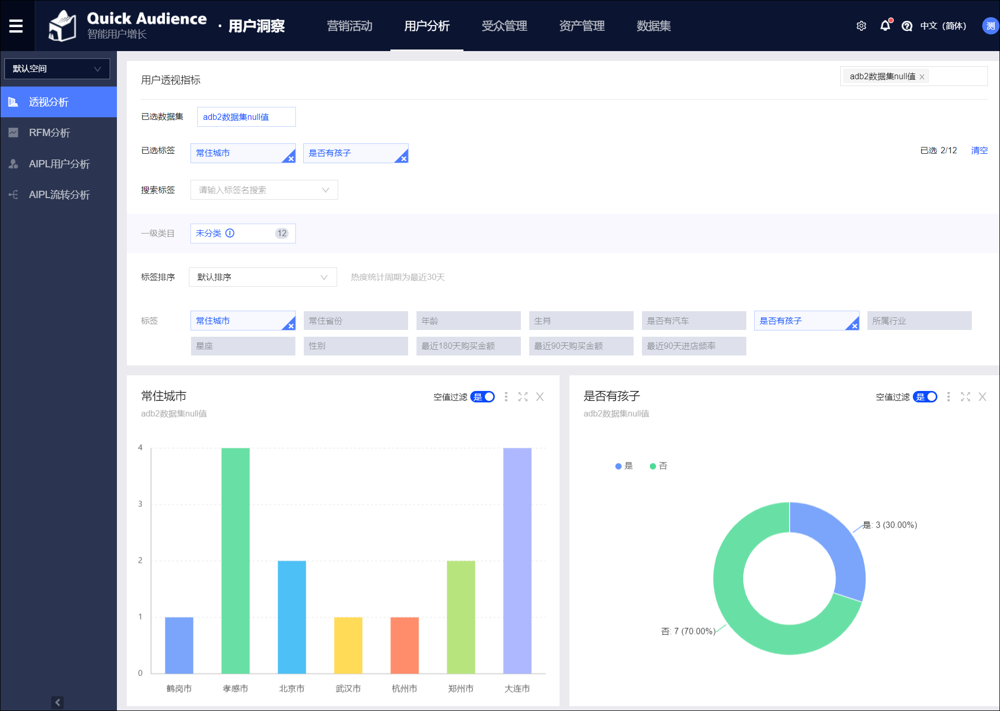 Quick Audience
智能用户增长
· 用户洞察
营销活动
用户分析
受众管理
资产管理
数据集
中文（简体）
测
默认空间
透视分析
RFM分析
AIPL用户分析
AIPL流转分析
用户透视指标
adb2数据集null值
已选数据集
adb2数据集null值
已选标签
常住城市
是否有孩子
已选 2/12
清空
搜索标签
请输入标签名搜索
一级类目
未分类
12
标签排序
默认排序
热度统计周期为最近30天
标签
常住城市
常住省份
年龄
生肖
是否有汽车
是否有孩子
所属行业
星座
性别
最近180天购买金额
最近90天购买金额
最近90天进店频率
常住城市
空值过滤
是
adb2数据集null值
4
3
2
1
0
鹤岗市
孝感市
北京市
武汉市
杭州市
郑州市
大连市
是否有孩子
空值过滤
是
adb2数据集null值
是
否
是: 3 (30.00%)
否: 7 (70.00%)